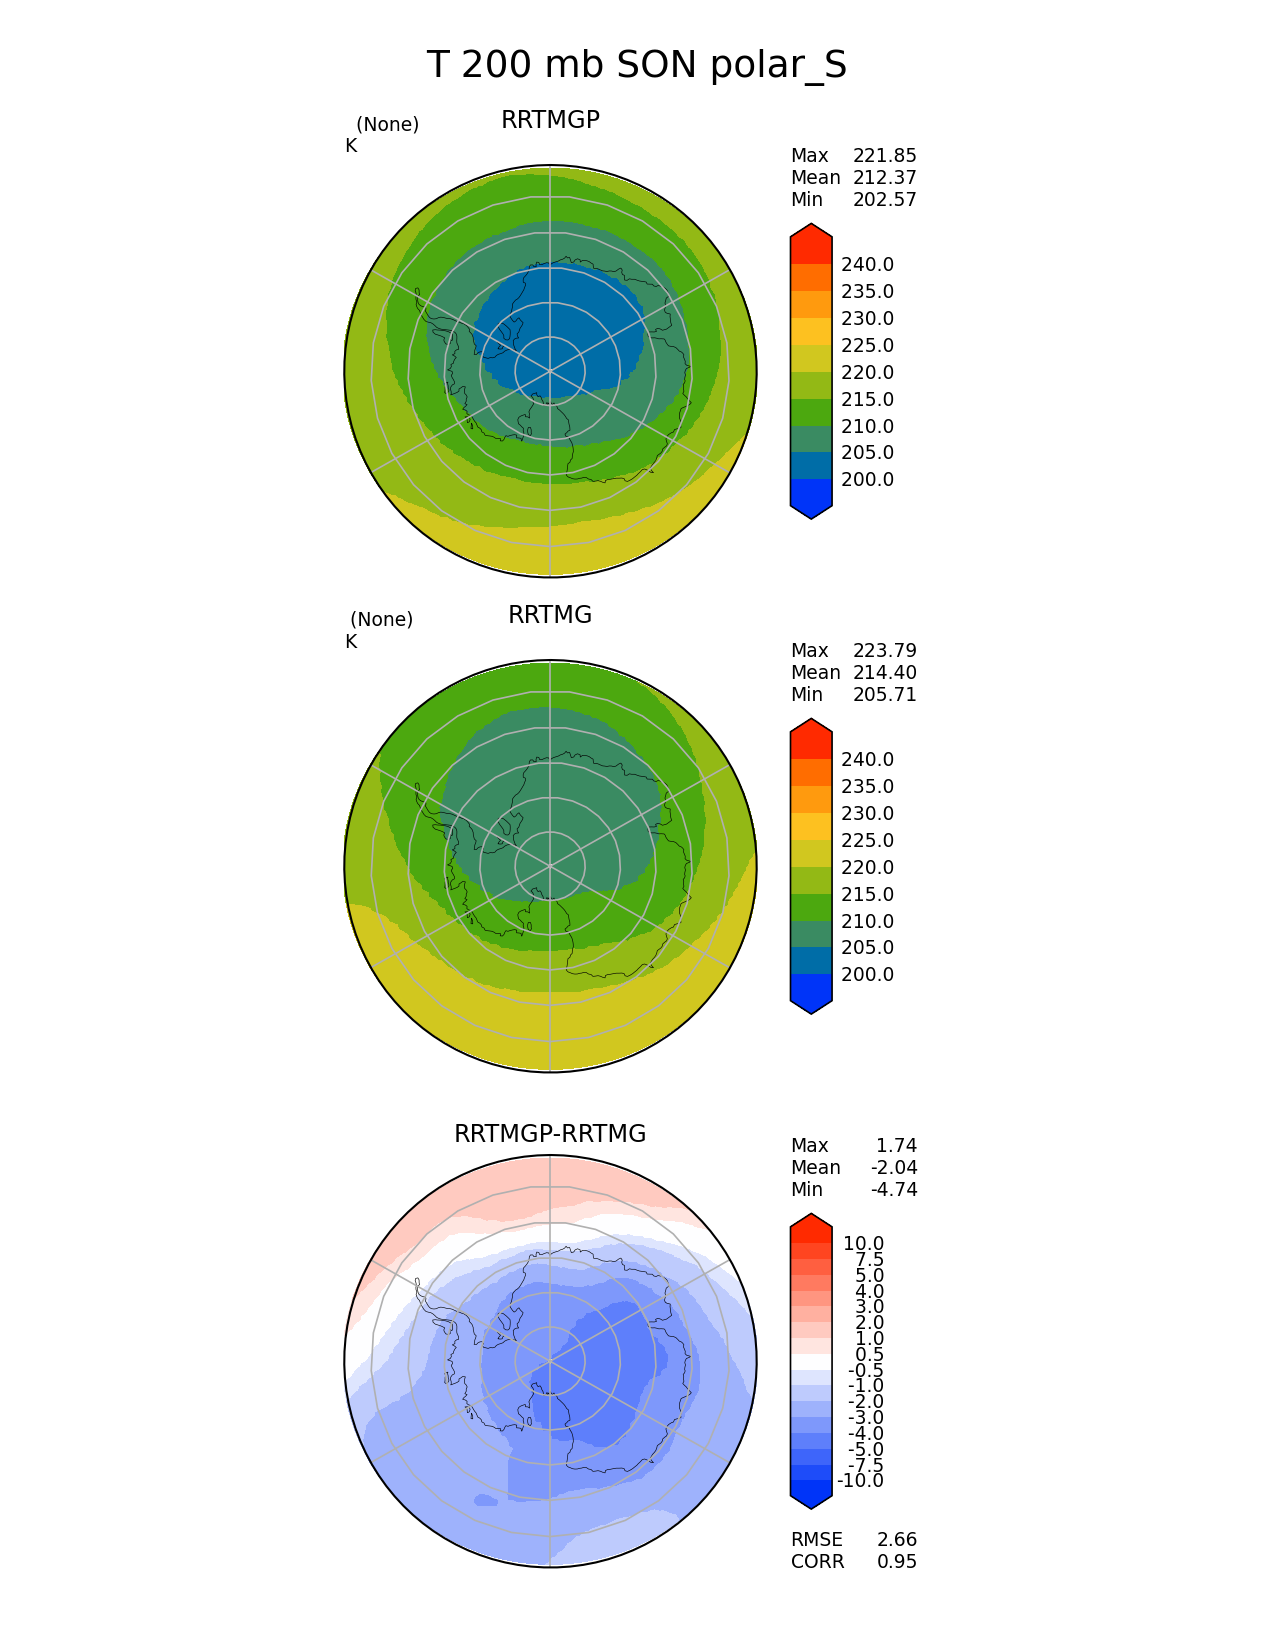 T 200 mb SON polar_S
(None)
RRTMGP
K
Max 221.85
Mean 212.37
Min 202.57
240.0
235.0
230.0
225.0
220.0
215.0
210.0
205.0
200.0
(None)
RRTMG
K
Max 223.79
Mean 214.40
Min 205.71
240.0
235.0
230.0
225.0
220.0
215.0
210.0
205.0
200.0
RRTMGP-RRTMG
Max 1.74
Mean -2.04
Min -4.74
10.0
7.5
5.0
4.0
3.0
2.0
1.0
0.5
-0.5
-1.0
-2.0
-3.0
-4.0
-5.0
-7.5
-10.0
RMSE 2.66
CORR 0.95